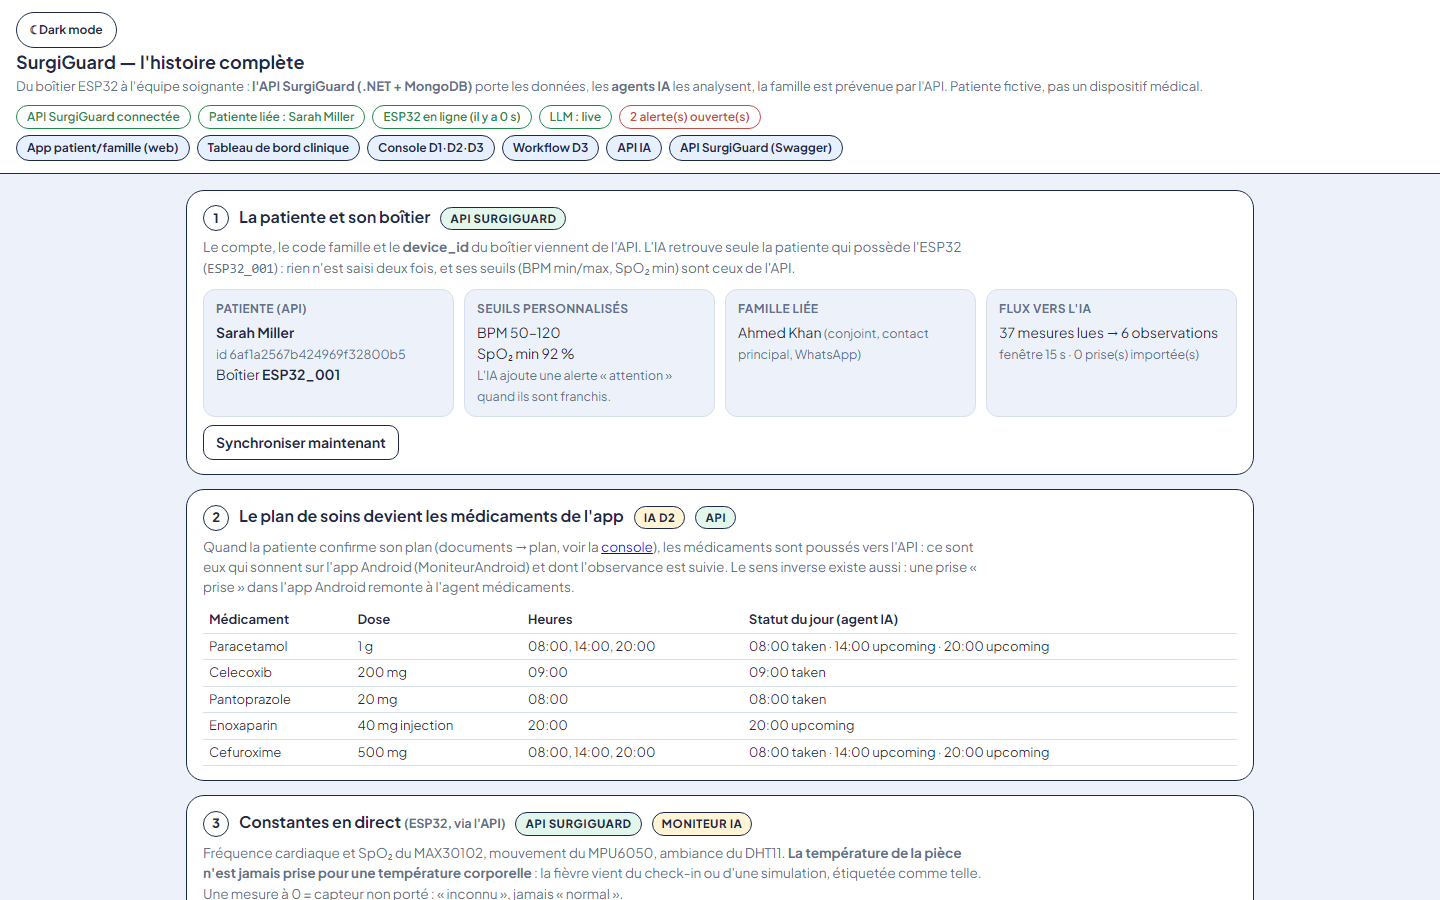 ☾ Dark mode
SurgiGuard — l'histoire complète
Du boîtier ESP32 à l'équipe soignante : l'API SurgiGuard (.NET + MongoDB) porte les données, les agents IA les analysent, la famille est prévenue par l'API. Patiente fictive, pas un dispositif médical.
API SurgiGuard connectée Patiente liée : Sarah Miller ESP32 en ligne (il y a 0 s) LLM : live 2 alerte(s) ouverte(s)
App patient/famille (web) Tableau de bord clinique Console D1·D2·D3 Workflow D3 API IA API SurgiGuard (Swagger)
1 La patiente et son boîtier API SURGIGUARD
Le compte, le code famille et le device_id du boîtier viennent de l'API. L'IA retrouve seule la patiente qui possède l'ESP32
(ESP32_001) : rien n'est saisi deux fois, et ses seuils (BPM min/max, SpO₂ min) sont ceux de l'API.
PATIENTE (API)
Sarah Miller
id 6af1a2567b424969f32800b5
Boîtier ESP32_001
SEUILS PERSONNALISÉS
BPM 50–120
SpO₂ min 92 %
L'IA ajoute une alerte « attention »
quand ils sont franchis.
FAMILLE LIÉE
Ahmed Khan (conjoint, contact
principal, WhatsApp)
FLUX VERS L'IA
37 mesures lues → 6 observations
fenêtre 15 s · 0 prise(s) importée(s)
Synchroniser maintenant
2 Le plan de soins devient les médicaments de l'app IA D2 API
Quand la patiente confirme son plan (documents → plan, voir la console), les médicaments sont poussés vers l'API : ce sont
eux qui sonnent sur l'app Android (MoniteurAndroid) et dont l'observance est suivie. Le sens inverse existe aussi : une prise «
prise » dans l'app Android remonte à l'agent médicaments.
Médicament Dose Heures Statut du jour (agent IA)
Paracetamol 1 g 08:00, 14:00, 20:00 08:00 taken · 14:00 upcoming · 20:00 upcoming
Celecoxib 200 mg 09:00 09:00 taken
Pantoprazole 20 mg 08:00 08:00 taken
Enoxaparin 40 mg injection 20:00 20:00 upcoming
Cefuroxime 500 mg 08:00, 14:00, 20:00 08:00 taken · 14:00 upcoming · 20:00 upcoming
3 Constantes en direct (ESP32, via l'API) API SURGIGUARD MONITEUR IA
Fréquence cardiaque et SpO₂ du MAX30102, mouvement du MPU6050, ambiance du DHT11. La température de la pièce
n'est jamais prise pour une température corporelle : la fièvre vient du check-in ou d'une simulation, étiquetée comme telle.
Une mesure à 0 = capteur non porté : « inconnu », jamais « normal ».